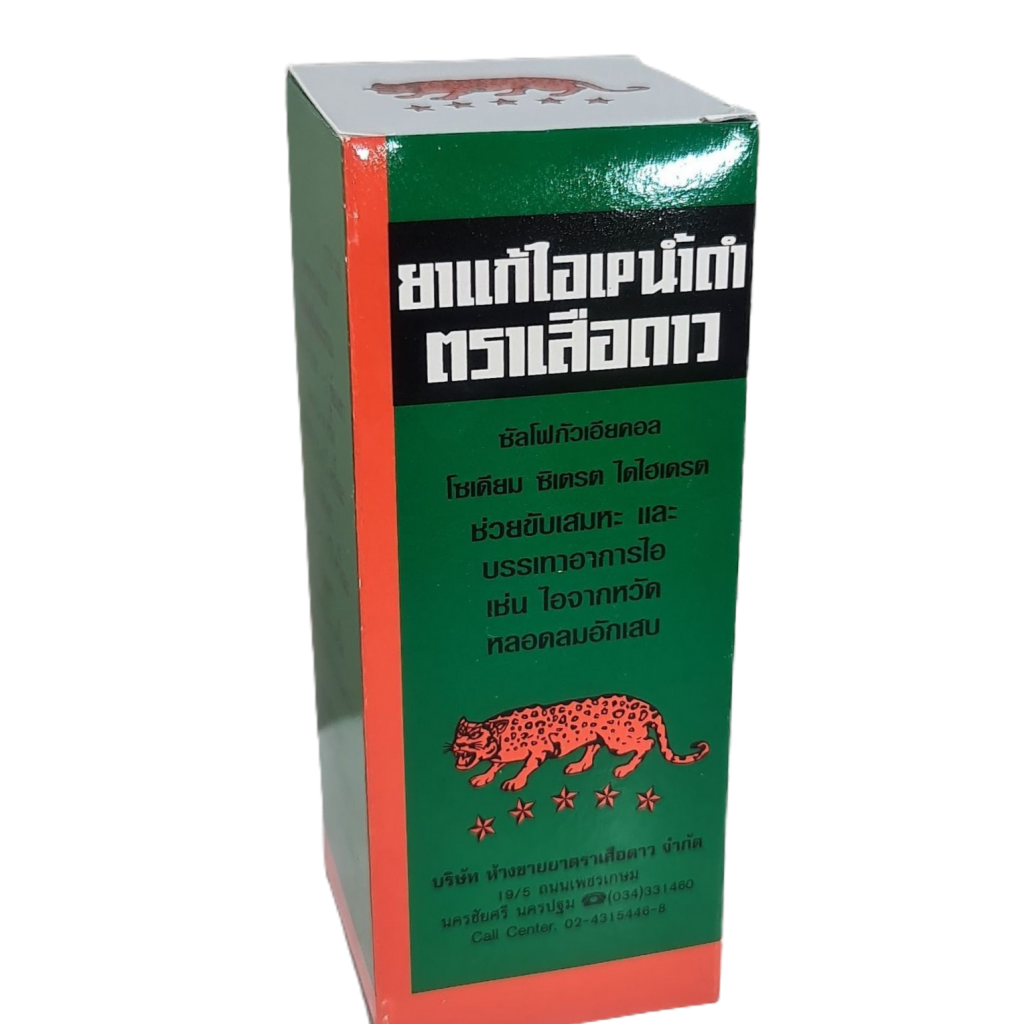 ยาแก้ไอเหน้ำดำ
ตราเสือดาว
ซัลโฟกัวเอียคอล
โซเดียม ซิเตรต ไดไฮเดรต
ช่วยขับเสมหะ และ
บรรเทาอาการไอ
เช่น ไอจากหวัด
หลอดลมอักเสบ
บริษัท ห้างขายยาตราเสือดาว จำกัด
19/5 ถนนเพชรเกษม
นครชัยศรี นครปฐม ☎(034)331460
Call Center. 02-4315446-8